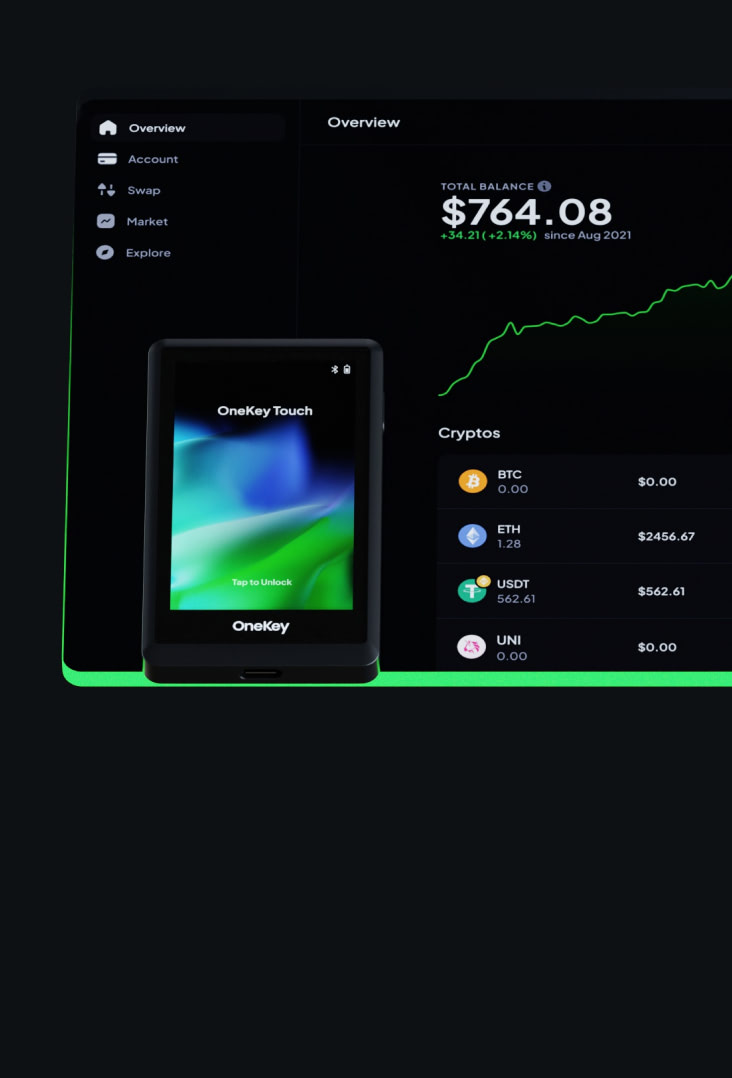 Overview
Account
Swap
Market
Explore
Overview
TOTAL BALANCE
$764.08
+34.21(+2.14%) since Aug 2021
OneKey Touch
Tap to Unlock
OneKey
Cryptos
BTC
0.00
$0.00
ETH
1.28
$2456.67
USDT
562.61
$562.61
UNI
0.00
$0.00